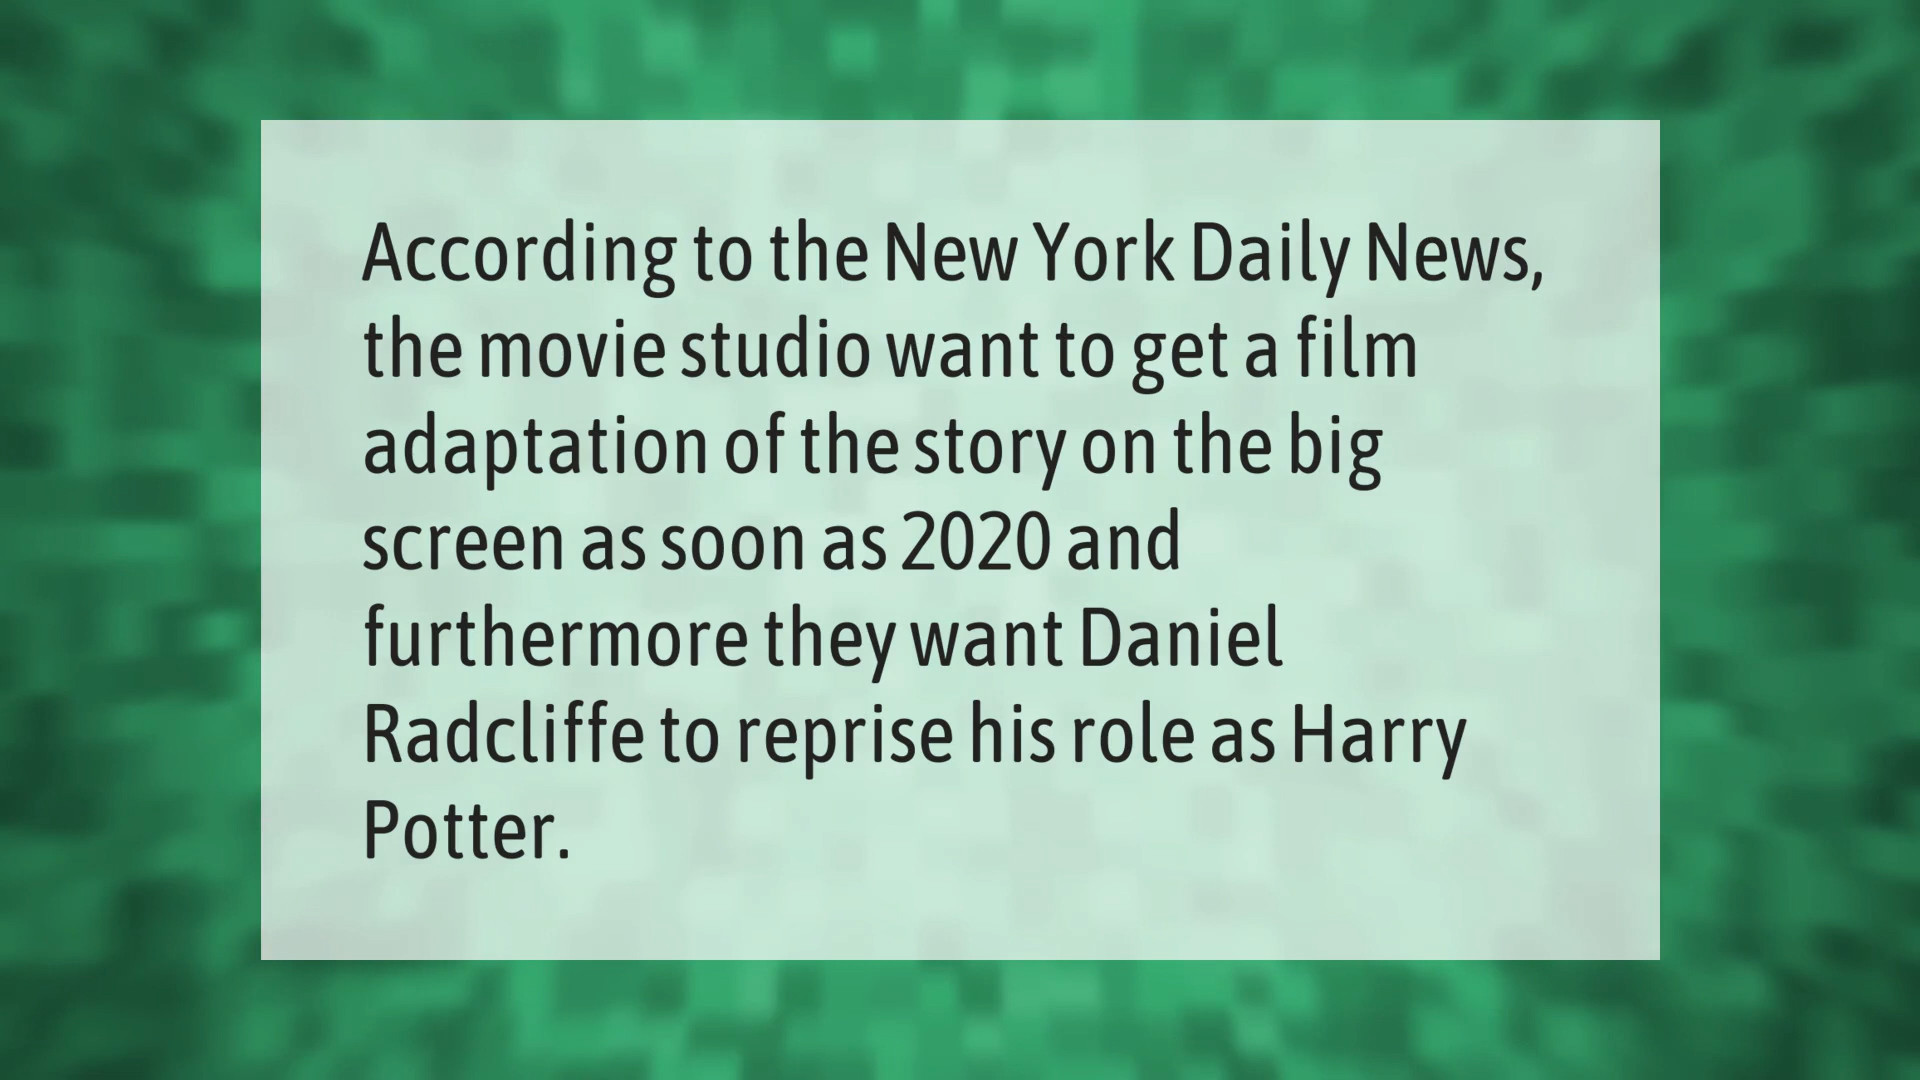 According to the New York Daily News,
the movie studio want to get a film
adaptation of the story on the big
screen as soon as 2020 and
furthermore they want Daniel
Radcliffe to reprise his role as Harry
Potter.